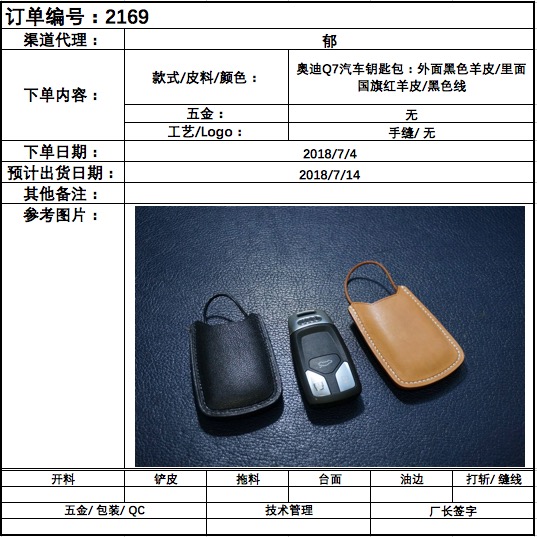 订单编号：2169
渠道代理： 郁
下单内容： 款式/皮料/颜色： 奥迪Q7汽车钥匙包：外面黑色羊皮/里面
国旗红羊皮/黑色线
五金： 无
工艺/Logo： 手缝/ 无
下单日期： 2018/7/4
预计出货日期： 2018/7/14
其他备注：
参考图片：
开料 铲皮 拖料 台面 油边 打斩/ 缝线
五金/ 包装/ QC 技术管理 厂长签字